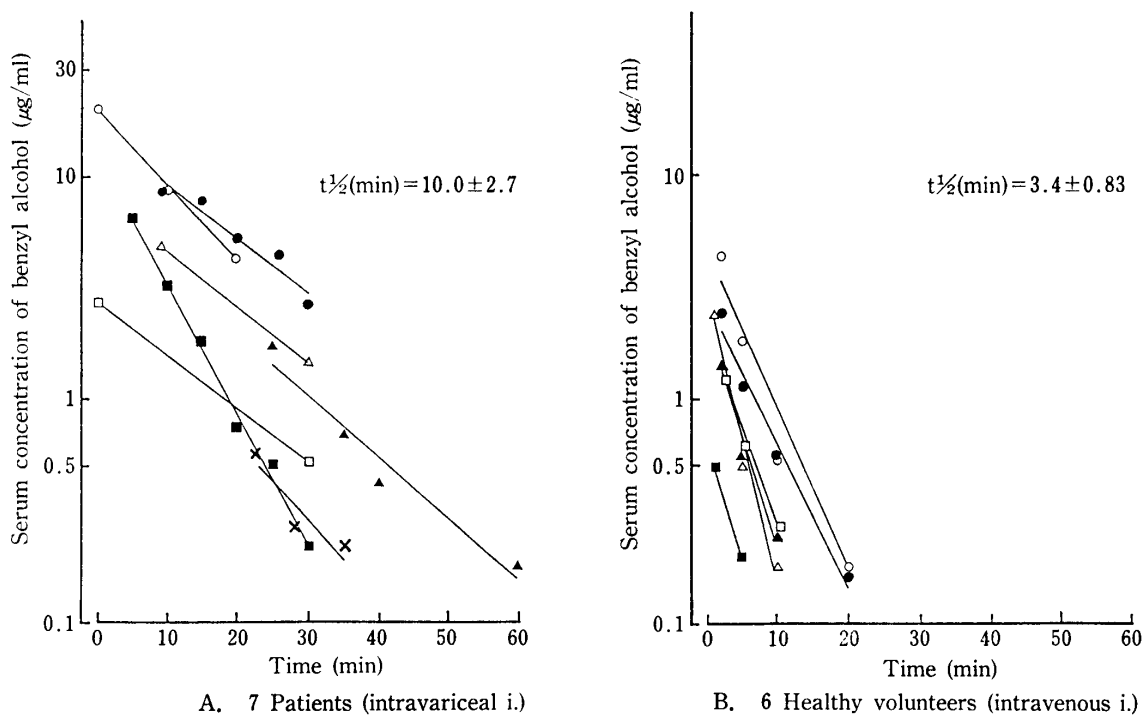 Serum concentration of benzyl alcohol (μg/ml)
30
10
1
0.5
0.1
t½(min)=10.0±2.7
0 10 20 30 40 50 60
Time (min)
A. 7 Patients (intravariceal i.)
Serum concentration of benzyl alcohol (μg/ml)
10
1
0.5
0.1
t½(min)=3.4±0.83
0 10 20 30 40 50 60
Time (min)
B. 6 Healthy volunteers (intravenous i.)